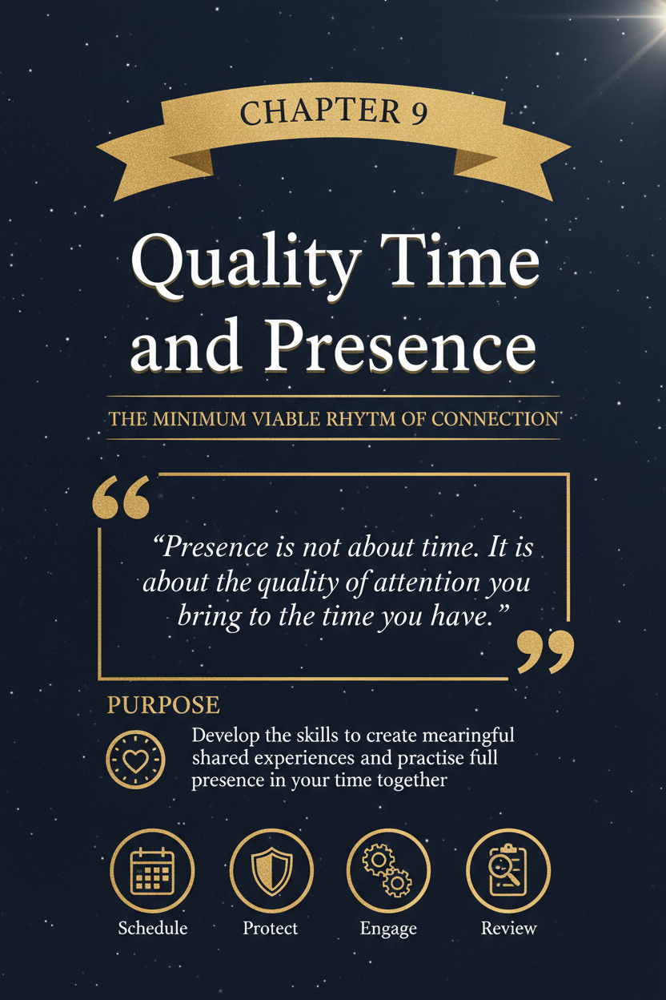 CHAPTER 9
Quality Time
and Presence
THE MINIMUM VIABLE RHYTM OF CONNECTION
“Presence is not about time. It is
about the quality of attention you
bring to the time you have.”
PURPOSE
Develop the skills to create meaningful
shared experiences and practise full
presence in your time together
Schedule Protect Engage Review